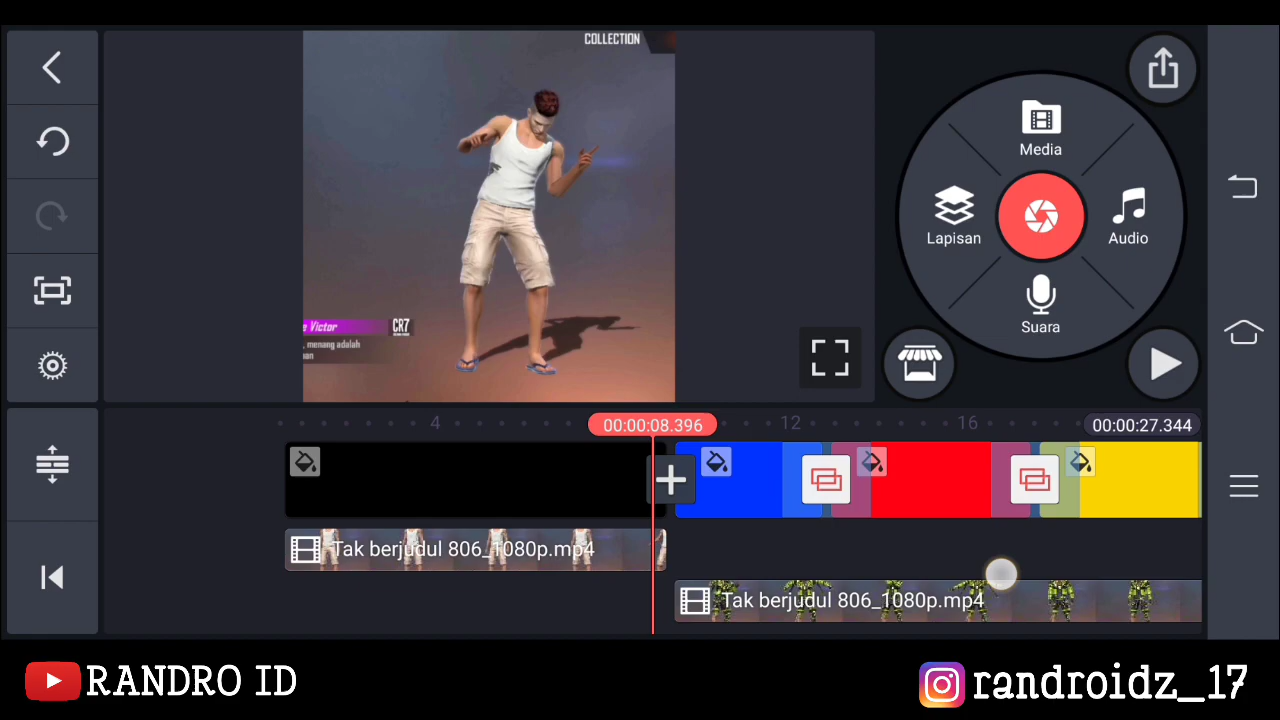 COLLECTION
e Victor
CR7
, menang adalah
an
Media
Lapisan
Audio
Suara
4
00:00:08.396
12
16
00:00:27.344
Tak berjudul 806_1080p.mp4
Tak berjudul 806_1080p.mp4
RANDRO ID
randroidz_17